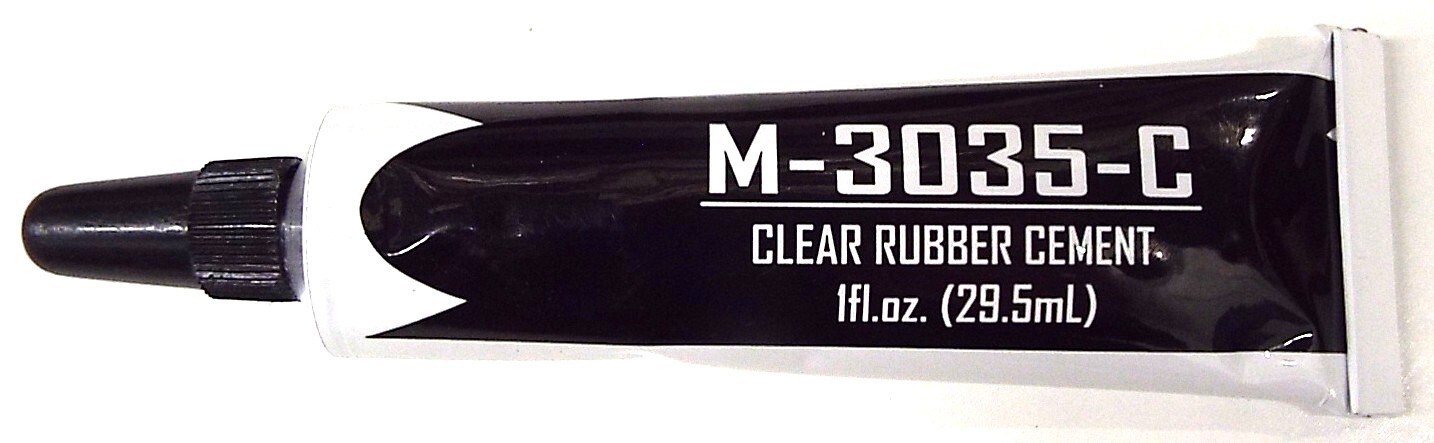 M-3035-C
CLEAR RUBBER CEMENT
1fl.oz. (29.5mL)